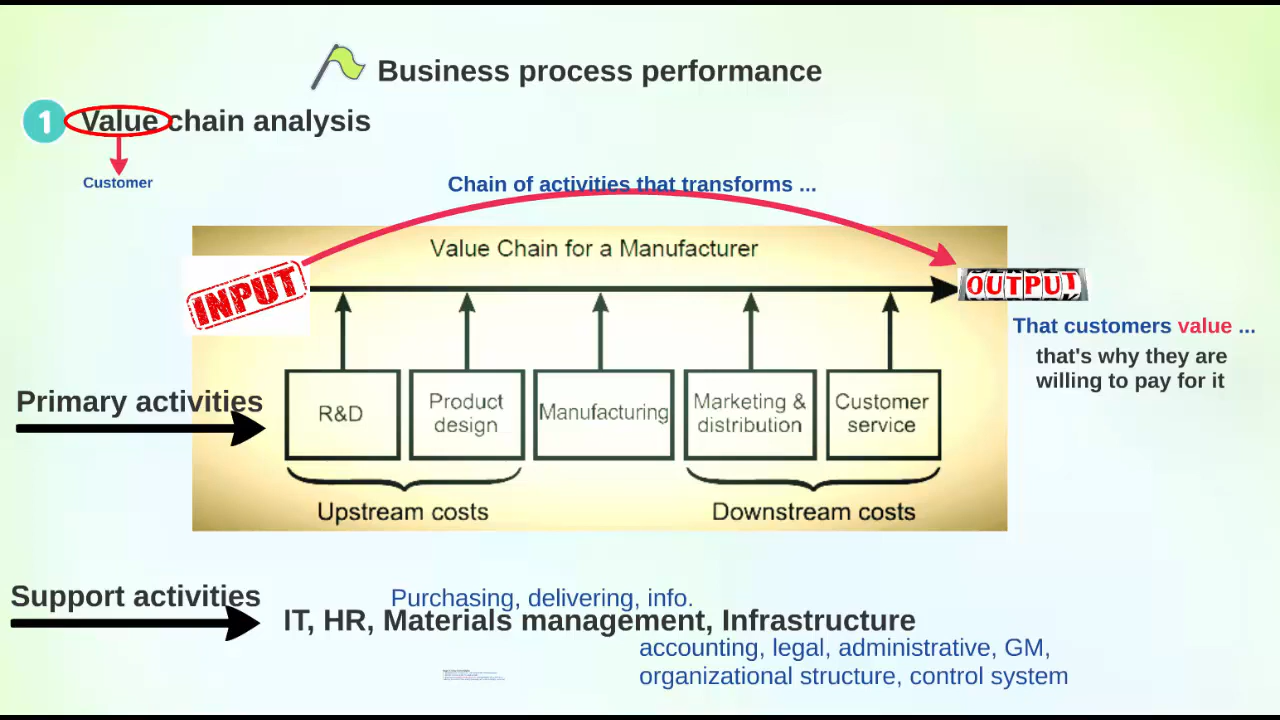 Business process performance
1 Value chain analysis
Customer
Chain of activities that transforms ...
Value Chain for a Manufacturer
INPUT
OUTPUT
That customers value ...
that's why they are
willing to pay for it
Primary activities
R&D
Product
design
Manufacturing
Marketing &
distribution
Customer
service
Upstream costs
Downstream costs
Support activities
Purchasing, delivering, info.
IT, HR, Materials management, Infrastructure
accounting, legal, administrative, GM,
organizational structure, control system